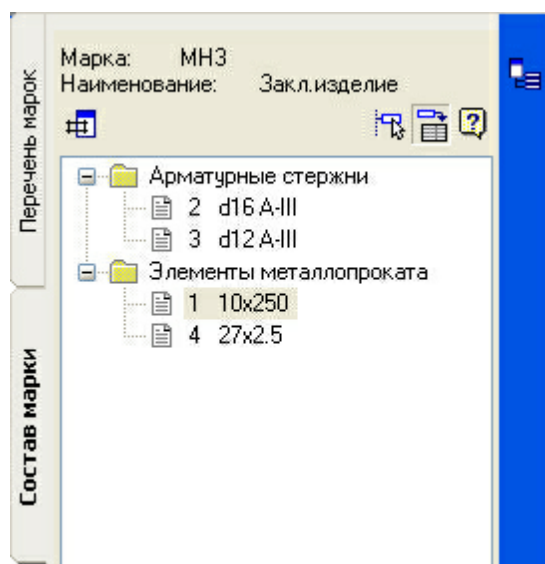 Марка: МН3
Наименование: Закл.изделие
Перечень марок
Состав марки
Арматурные стержни
2 d16 A-III
3 d12 A-III
Элементы металлопроката
1 10x250
4 27x2.5